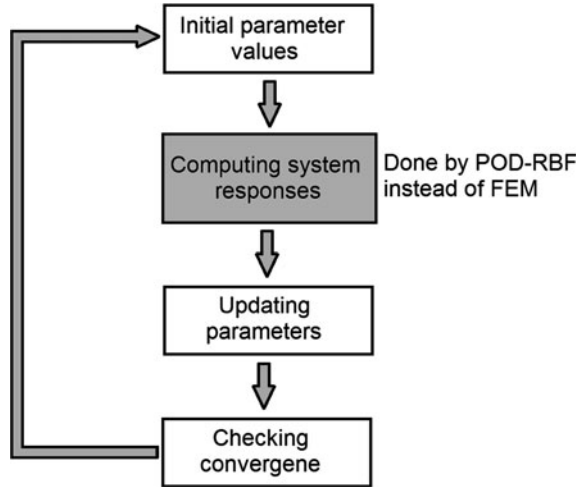 Initial parameter
values
Computing system
responses
Done by POD-RBF
instead of FEM
Updating
parameters
Checking
convergene